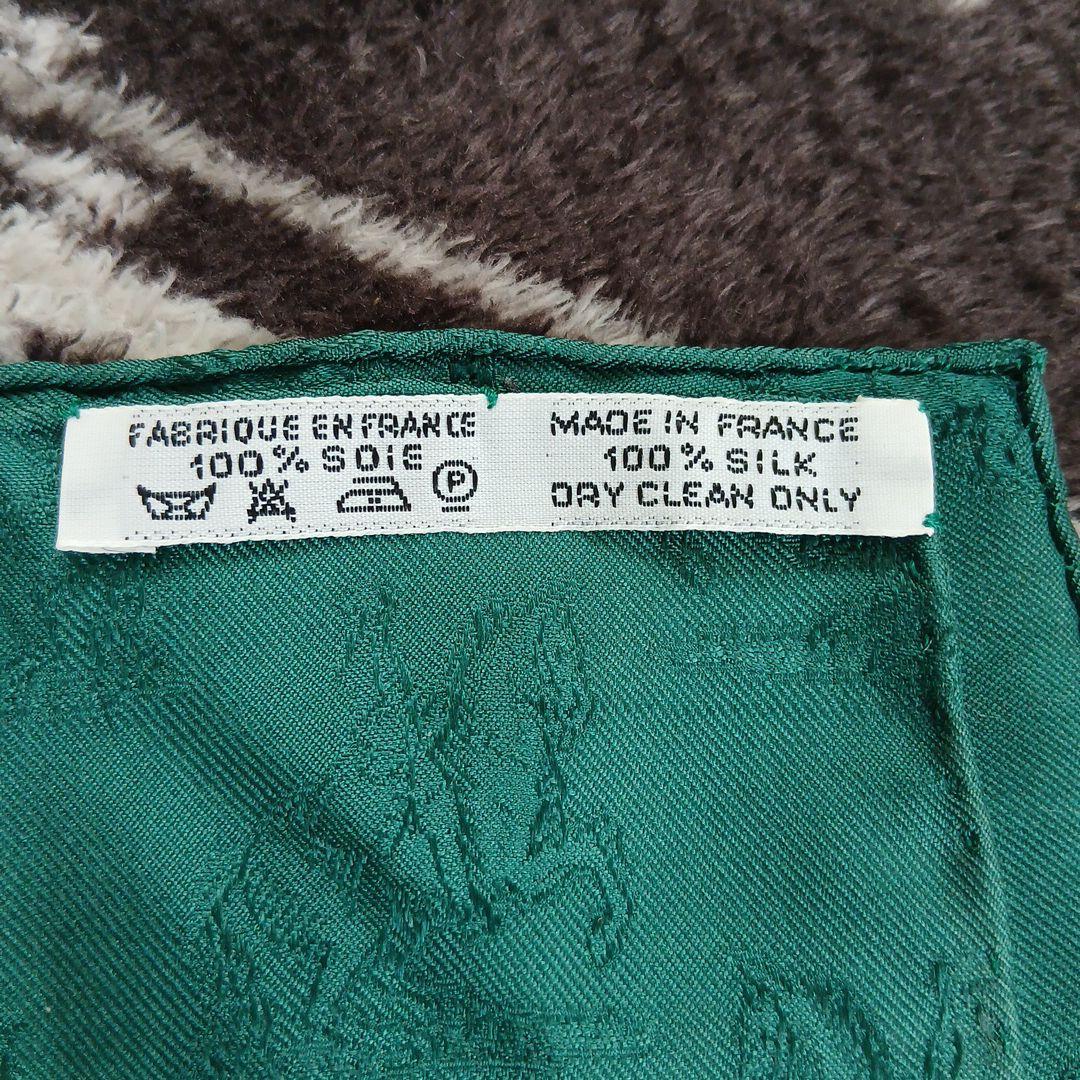 FABRIQUE EN FRANCE
100% SOIE
P
MADE IN FRANCE
100% SILK
DRY CLEAN ONLY